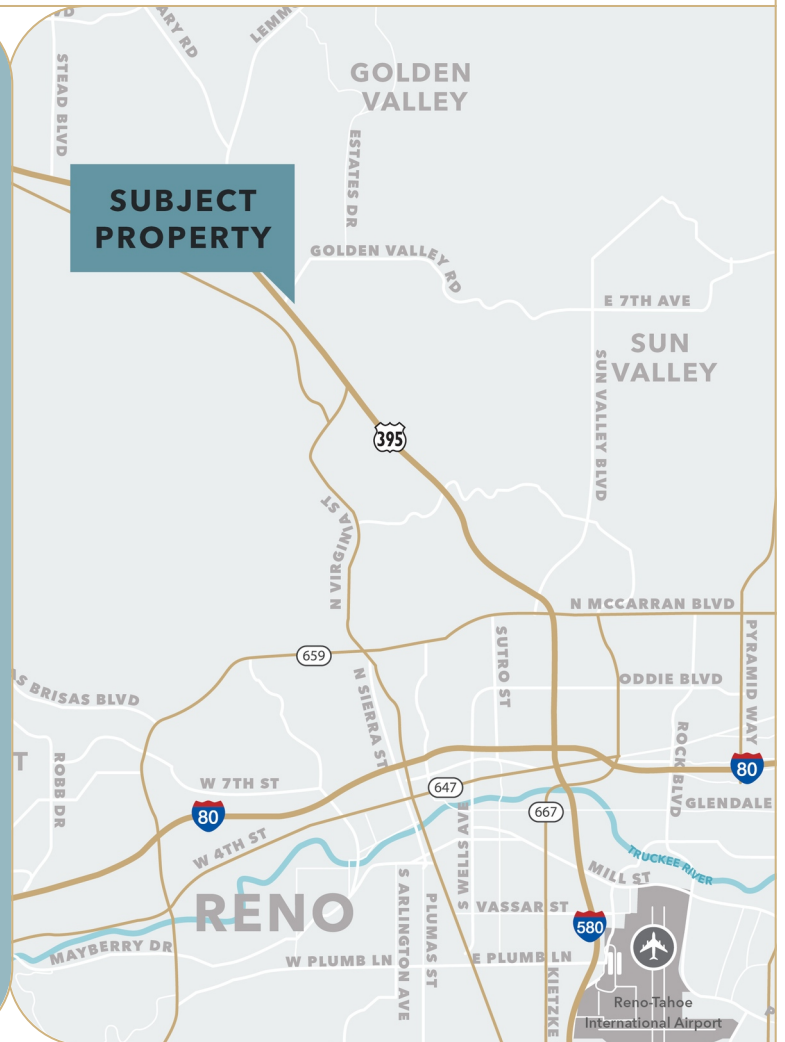 STEAD BLVD
GOLDEN
VALLEY
ESTATES DR
SUBJECT
PROPERTY
GOLDEN VALLEY RD
E 7TH AVE
SUN
VALLEY
SUN VALLEY BLVD
395
N VIRGINIA ST
N MCCARRAN BLVD
659
SUTRO ST
PYRAMID WAY
N SIERRA ST
ODDIE BLVD
BRISAS BLVD
ROBB DR
ROCK BLVD
80
W 7TH ST
647
80
667
GLENDALE
S WELLS AVE
W 4TH ST
TRUCKEE RIVER
MILL ST
RENO
S ARLINGTON AVE
PLUMAS ST
VASSAR ST
580
MAYBERRY DR
W PLUMB LN
E PLUMB LN
KIETZKE
Reno-Tahoe
International Airport